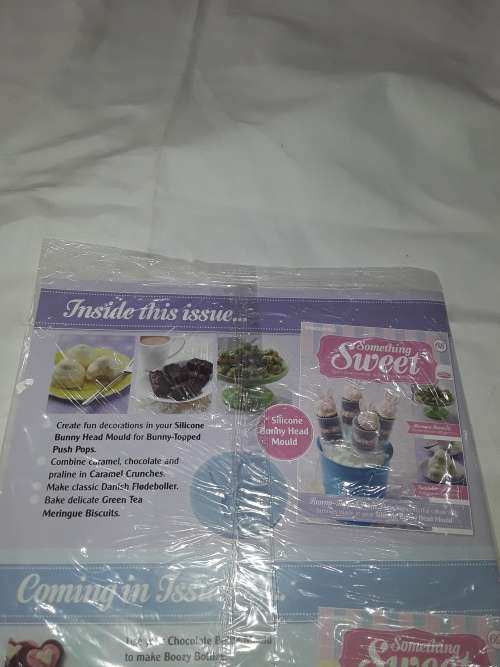 Inside this issue...
Something
Sweet
Create fun decorations in your Silicone
Bunny Head Mould for Bunny-Topped
Push Pops.
Combine caramel, chocolate and
praline in Caramel Crunches.
Make classic Danish Flødeboller.
Bake delicate Green Tea
Meringue Biscuits.
Silicone
Bunny Head
Mould
Coming in
Chocolate
to make Boozy
Something
Sweet